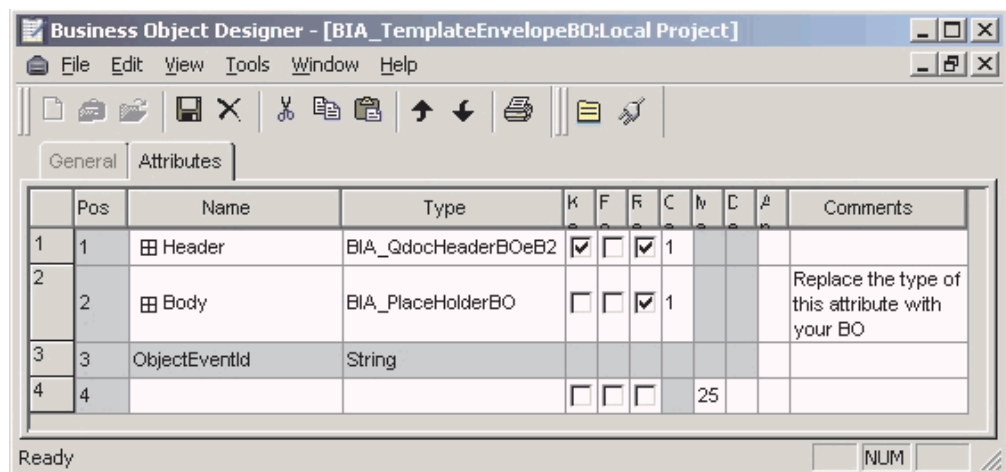 Business Object Designer - [BIA_TemplateEnvelopeBO:Local Project]
File Edit View Tools Window Help
General Attributes
Pos Name Type K F R C M D A Comments
1 1 Header BIA_QdocHeaderBOeB2 1
2 2 Body BIA_PlaceHolderBO 1 Replace the type of
this attribute with
your BO
3 3 ObjectEventId String
4 4 25
Ready NUM